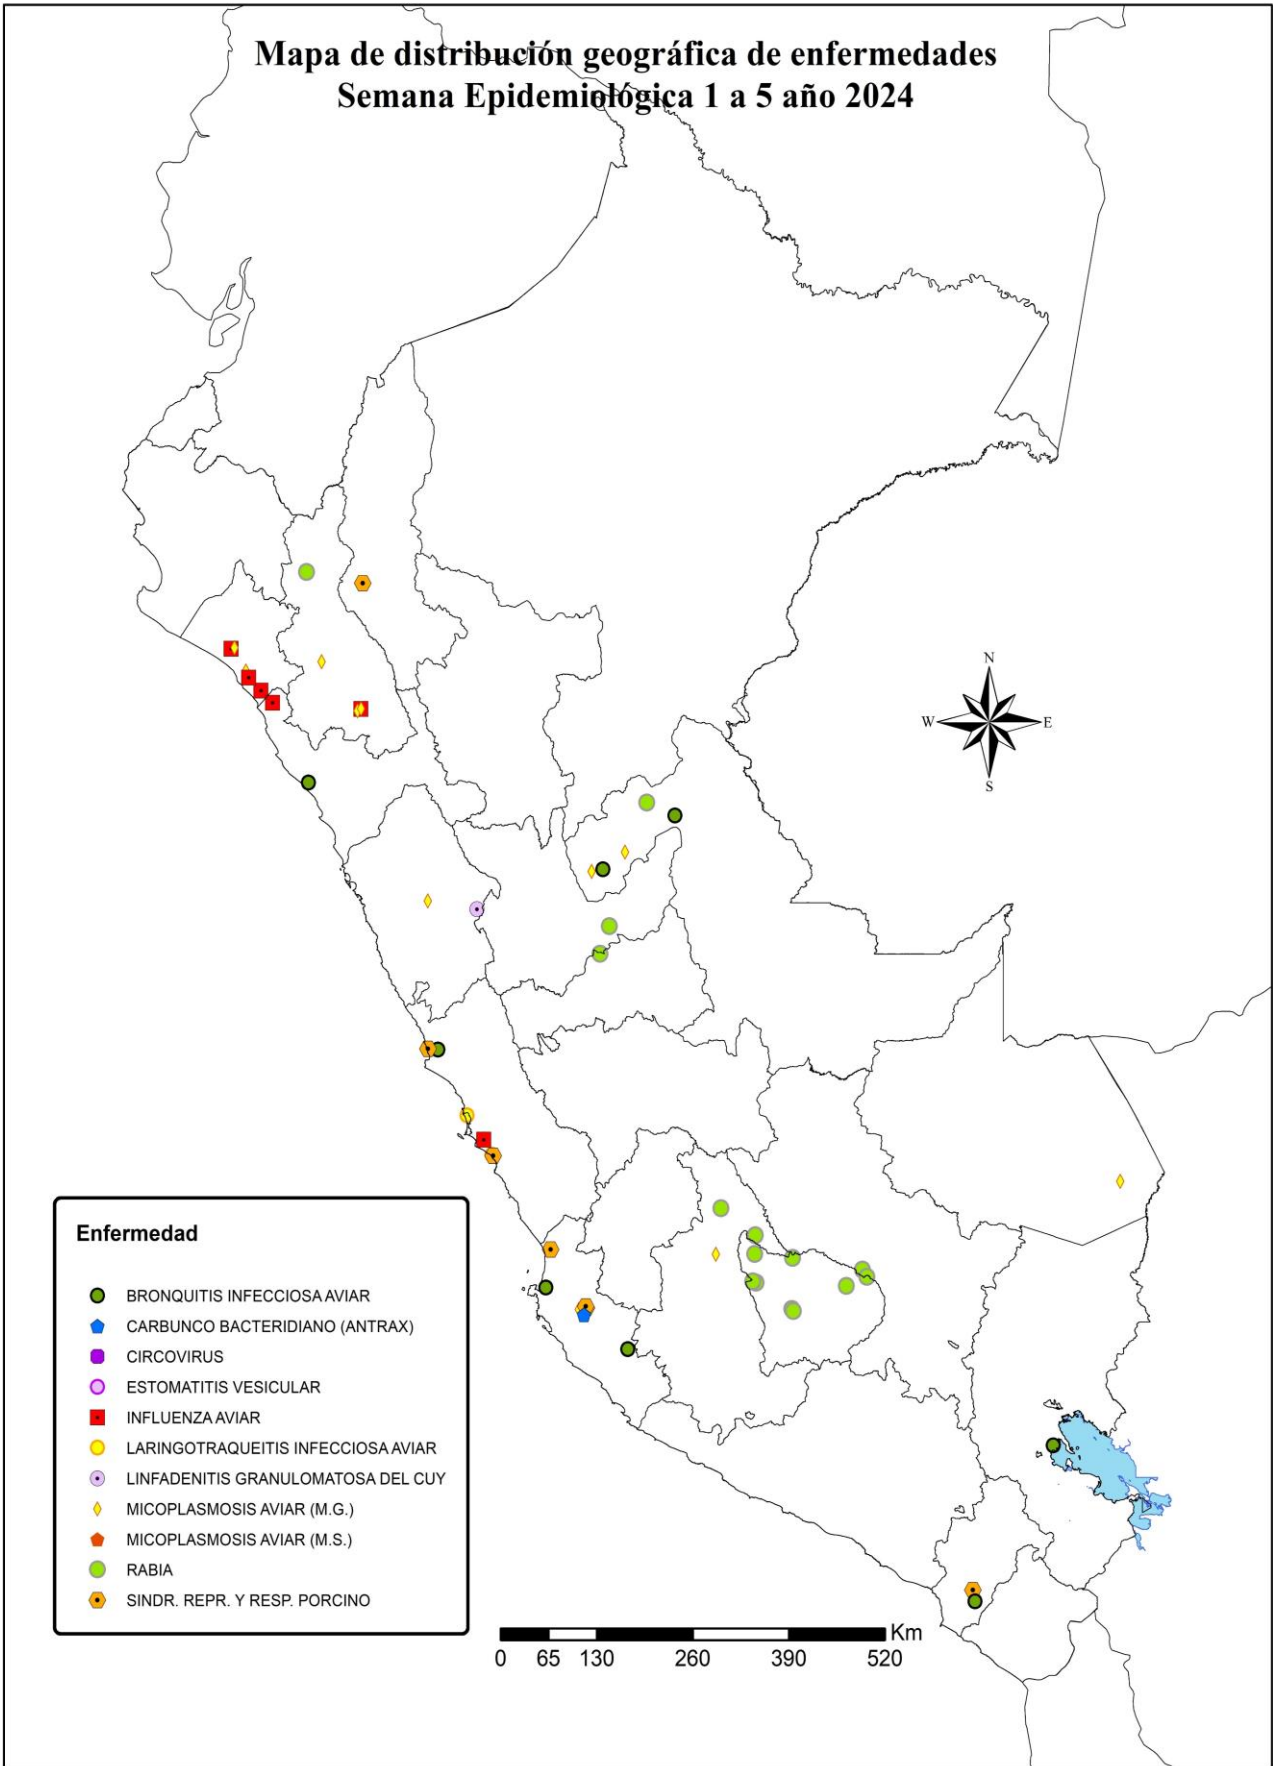 Mapa de distribución geográfica de enfermedades
Semana Epidemiológica 1 a 5 año 2024
N
W
E
S
Enfermedad
BRONQUITIS INFECCIOSA AVIAR
CARBUNCO BACTERIDIANO (ANTRAX)
CIRCOVIRUS
ESTOMATITIS VESICULAR
INFLUENZA AVIAR
LARINGOTRAQUEITIS INFECCIOSA AVIAR
LINFADENITIS GRANULOMATOSA DEL CUY
MICOPLASMOSIS AVIAR (M.G.)
MICOPLASMOSIS AVIAR (M.S.)
RABIA
SINDR. REPR. Y RESP. PORCINO
Km
0 65 130 260 390 520